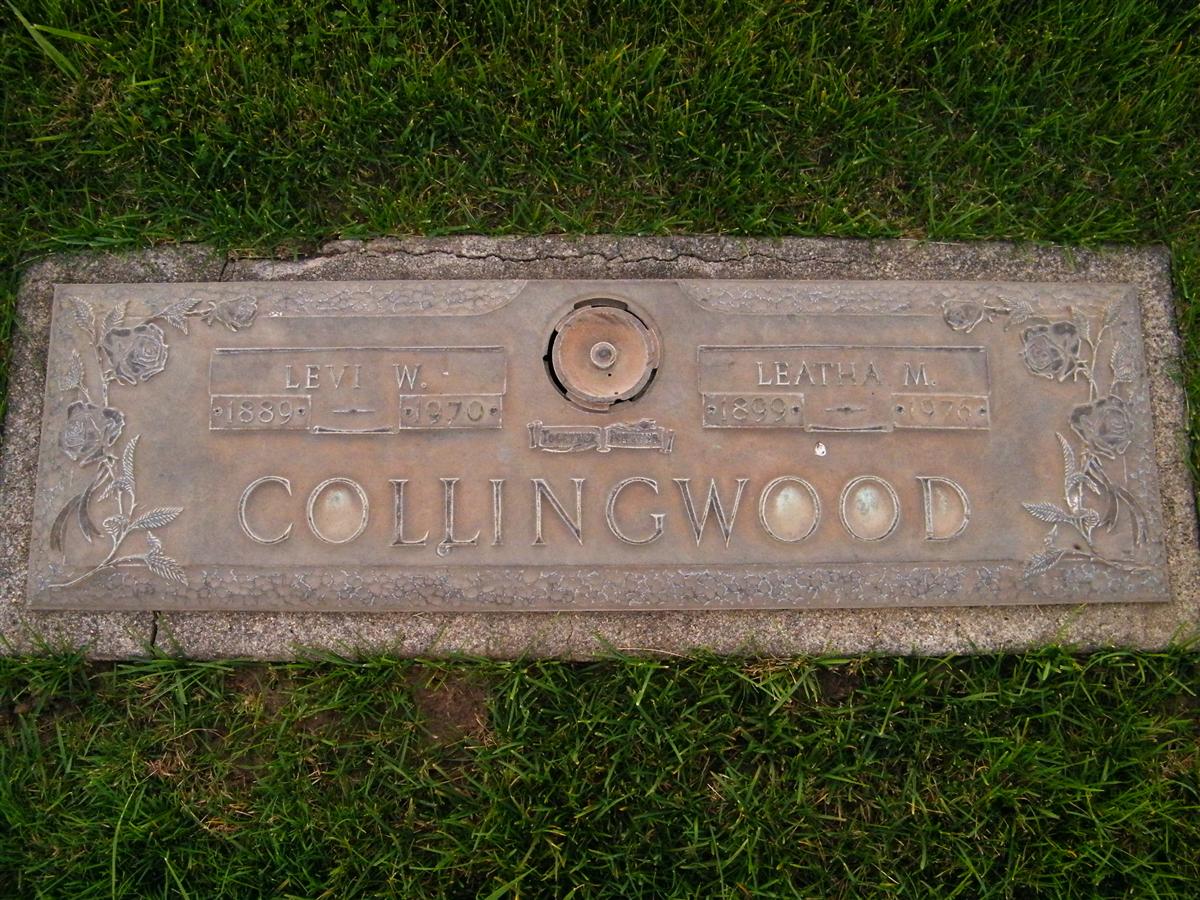 LEVI W.
1889 1970
LEATHA M.
1899 1976
TOGETHER FOREVER
COLLINGWOOD